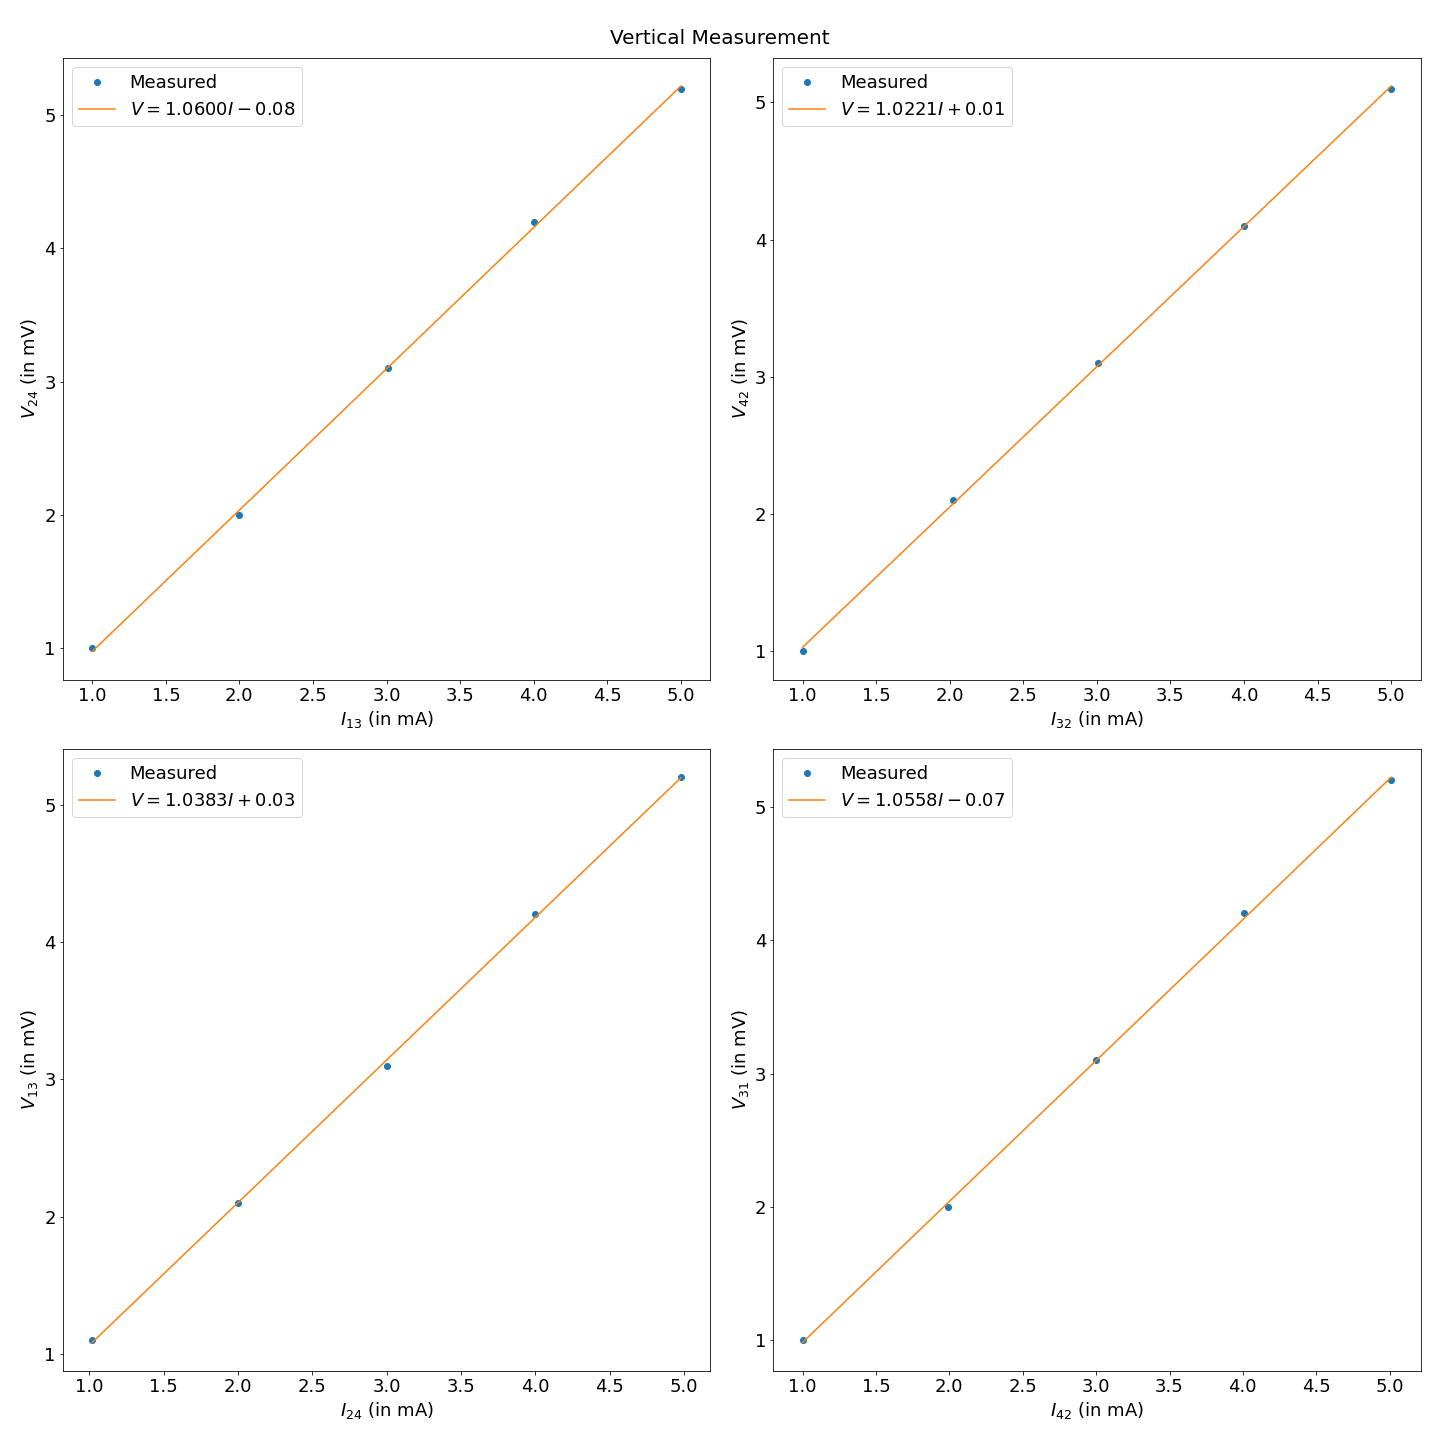 Vertical Measurement
Measured
V = 1.0600I − 0.08
5
4
3
2
1
V₂₄ (in mV)
1.0 1.5 2.0 2.5 3.0 3.5 4.0 4.5 5.0
I₁₃ (in mA)
Measured
V = 1.0221I + 0.01
5
4
3
2
1
V₄₂ (in mV)
1.0 1.5 2.0 2.5 3.0 3.5 4.0 4.5 5.0
I₃₂ (in mA)
Measured
V = 1.0383I + 0.03
5
4
3
2
1
V₁₃ (in mV)
1.0 1.5 2.0 2.5 3.0 3.5 4.0 4.5 5.0
I₂₄ (in mA)
Measured
V = 1.0558I − 0.07
5
4
3
2
1
V₃₁ (in mV)
1.0 1.5 2.0 2.5 3.0 3.5 4.0 4.5 5.0
I₄₂ (in mA)